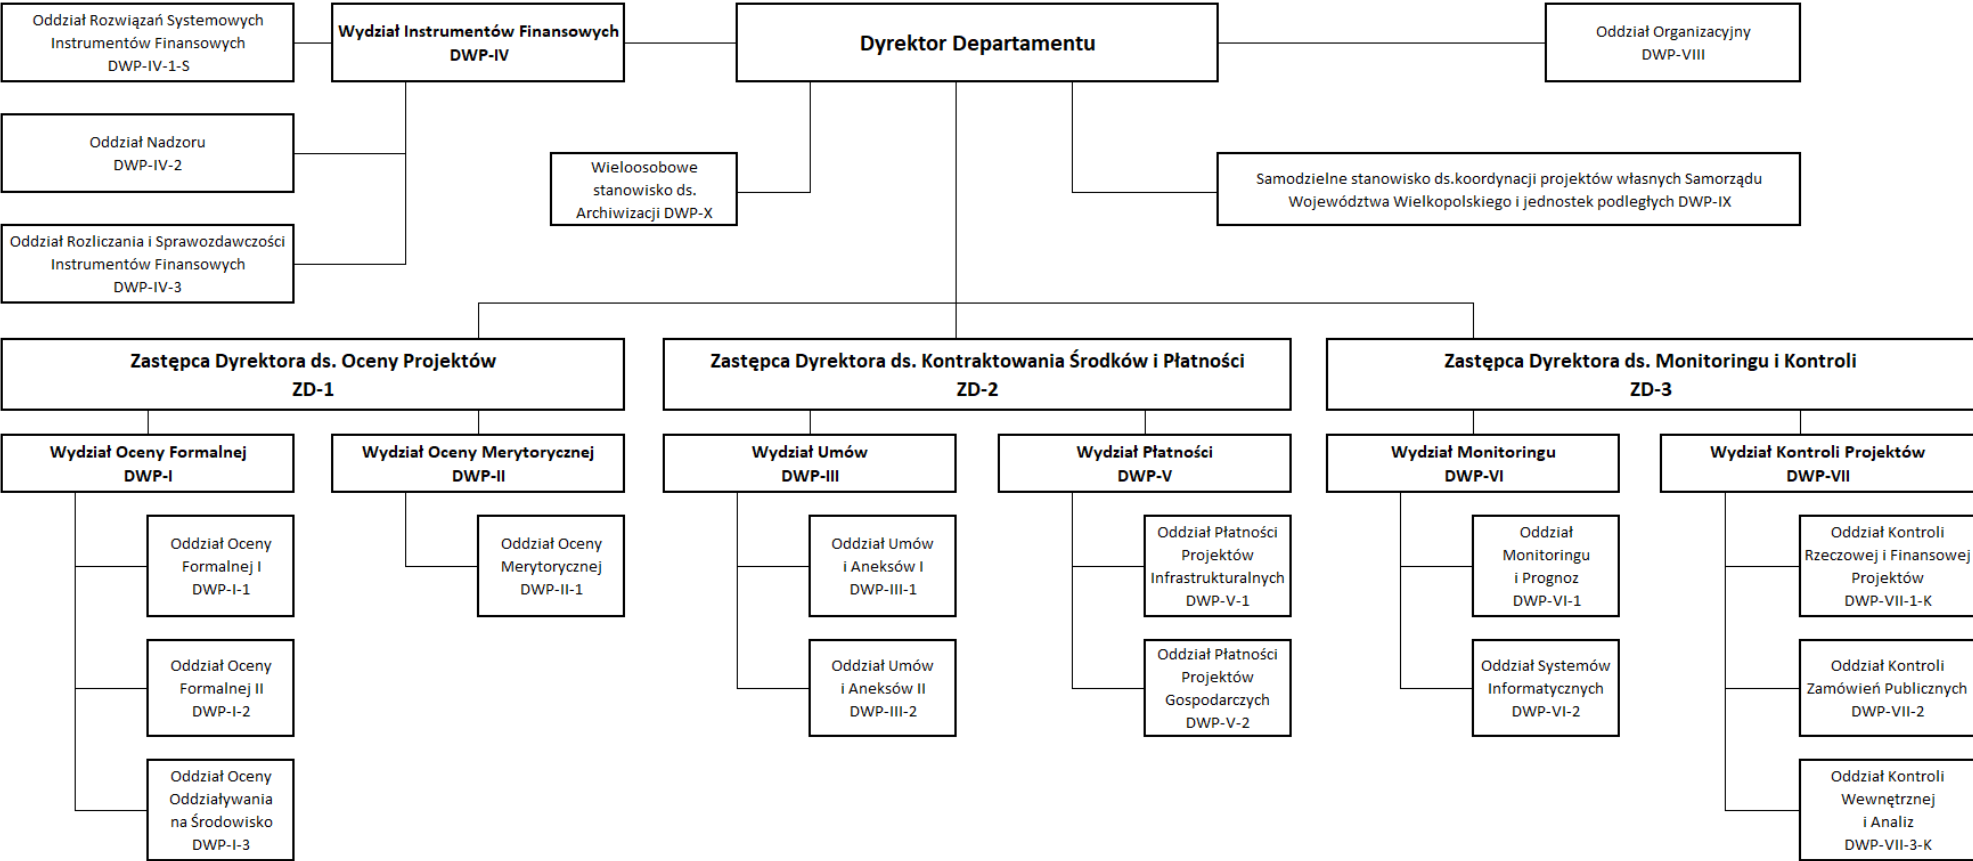 Oddział Rozwiązań Systemowych
Instrumentów Finansowych
DWP-IV-1-S
Wydział Instrumentów Finansowych
DWP-IV
Dyrektor Departamentu
Oddział Organizacyjny
DWP-VIII
Oddział Nadzoru
DWP-IV-2
Wieloosobowe
stanowisko ds.
Archiwizacji DWP-X
Samodzielne stanowisko ds.koordynacji projektów własnych Samorządu
Województwa Wielkopolskiego i jednostek podległych DWP-IX
Oddział Rozliczania i Sprawozdawczości
Instrumentów Finansowych
DWP-IV-3
Zastępca Dyrektora ds. Oceny Projektów
ZD-1
Zastępca Dyrektora ds. Kontraktowania Środków i Płatności
ZD-2
Zastępca Dyrektora ds. Monitoringu i Kontroli
ZD-3
Wydział Oceny Formalnej
DWP-I
Wydział Oceny Merytorycznej
DWP-II
Wydział Umów
DWP-III
Wydział Płatności
DWP-V
Wydział Monitoringu
DWP-VI
Wydział Kontroli Projektów
DWP-VII
Oddział Oceny
Formalnej I
DWP-I-1
Oddział Oceny
Merytorycznej
DWP-II-1
Oddział Umów
i Aneksów I
DWP-III-1
Oddział Płatności
Projektów
Infrastrukturalnych
DWP-V-1
Oddział
Monitoringu
i Prognoz
DWP-VI-1
Oddział Kontroli
Rzeczowej i Finansowej
Projektów
DWP-VII-1-K
Oddział Oceny
Formalnej II
DWP-I-2
Oddział Umów
i Aneksów II
DWP-III-2
Oddział Płatności
Projektów
Gospodarczych
DWP-V-2
Oddział Systemów
Informatycznych
DWP-VI-2
Oddział Kontroli
Zamówień Publicznych
DWP-VII-2
Oddział Oceny
Oddziaływania
na Środowisko
DWP-I-3
Oddział Kontroli
Wewnętrznej
i Analiz
DWP-VII-3-K